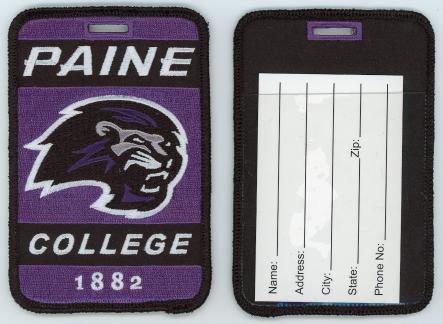 PAINE
COLLEGE
1882
Name:
Address:
City:
State: Zip:
Phone No: